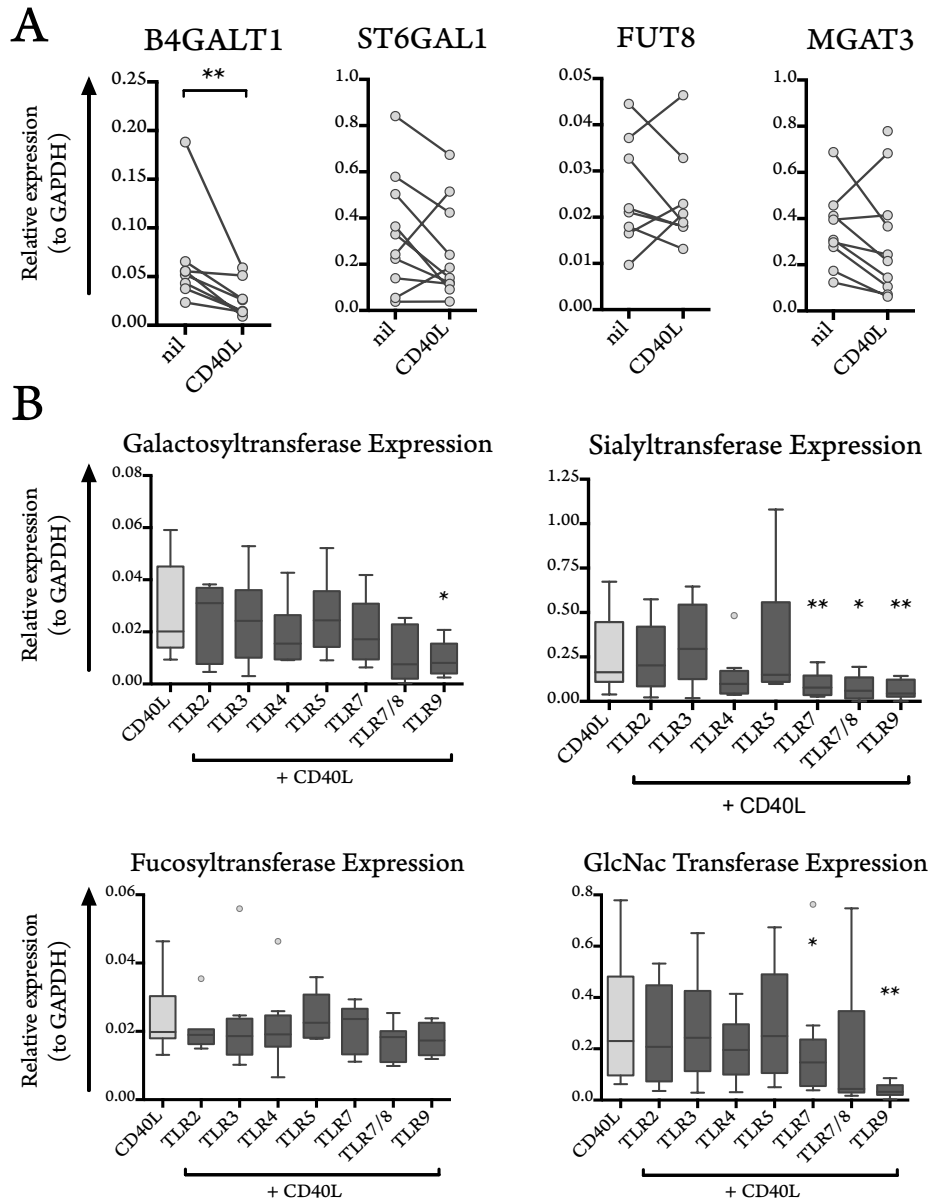 A
B4GALT1
ST6GAL1
FUT8
MGAT3
Relative expression
(to GAPDH)
0.25
0.20
0.15
0.10
0.05
0.00
**
nil
CD40L
1.0
0.8
0.6
0.4
0.2
0.0
nil
CD40L
0.05
0.04
0.03
0.02
0.01
0.00
nil
CD40L
1.0
0.8
0.6
0.4
0.2
0.0
nil
CD40L
B
Galactosyltransferase Expression
Relative expression
(to GAPDH)
0.08
0.06
0.04
0.02
0.00
*
CD40L
TLR2
TLR3
TLR4
TLR5
TLR7
TLR7/8
TLR9
+ CD40L
Sialyltransferase Expression
1.25
1.00
0.75
0.50
0.25
0.00
**
*
**
CD40L
TLR2
TLR3
TLR4
TLR5
TLR7
TLR7/8
TLR9
+ CD40L
Fucosyltransferase Expression
Relative expression
(to GAPDH)
0.06
0.04
0.02
0.00
CD40L
TLR2
TLR3
TLR4
TLR5
TLR7
TLR7/8
TLR9
+ CD40L
GlcNac Transferase Expression
0.8
0.6
0.4
0.2
0.0
*
**
CD40L
TLR2
TLR3
TLR4
TLR5
TLR7
TLR7/8
TLR9
+ CD40L